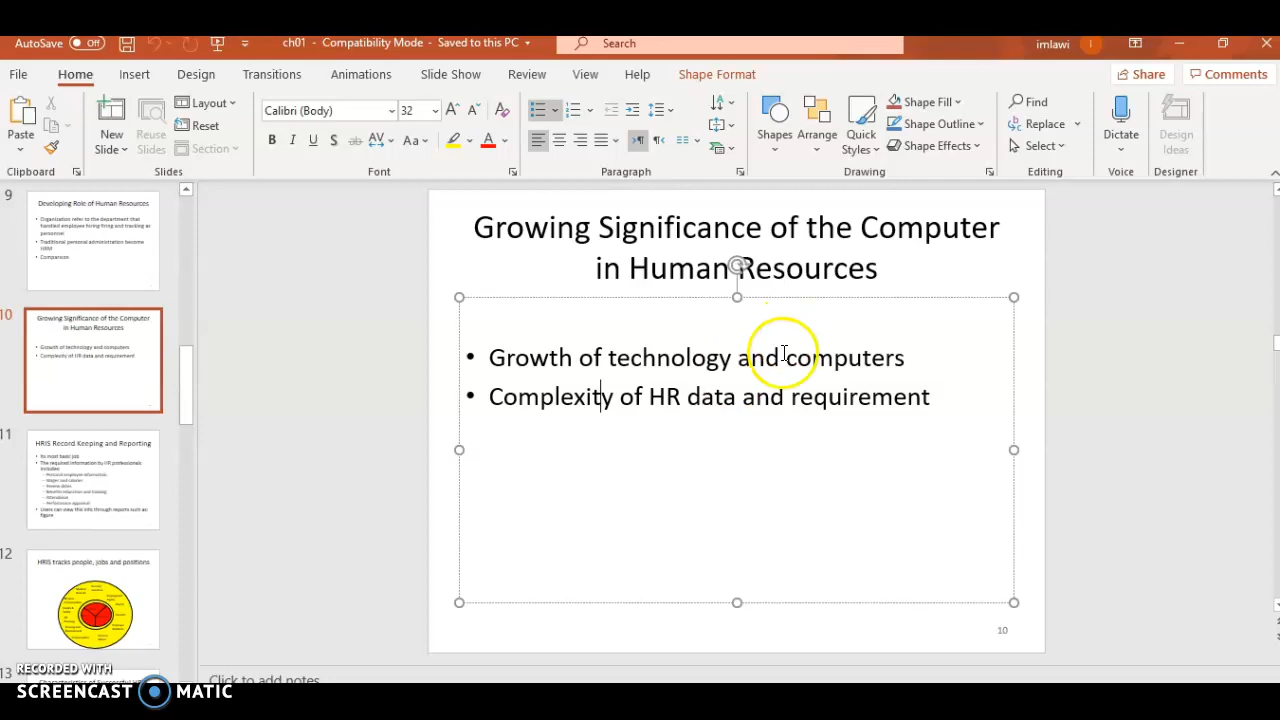 AutoSave Off ch01 - Compatibility Mode - Saved to this PC Search imlawi
File Home Insert Design Transitions Animations Slide Show Review View Help Shape Format Share Comments
Paste New Slide Reuse Slides Layout Reset Section Calibri (Body) 32 Shapes Arrange Quick Styles Shape Fill Shape Outline Shape Effects Find Replace Select Dictate Design Ideas
Clipboard Slides Font Paragraph Drawing Editing Voice Designer
9
Developing Role of Human Resources
Organization refer to the department that
handled employee hiring firing and tracking as
personnel
Traditional personal administration become
HRM
Comparison
10
Growing Significance of the Computer
in Human Resources
Growth of technology and computers
Complexity of HR data and requirement
11
HRIS Record Keeping and Reporting
Its most basic job
The required information by HR professionals
includes
Wages and salaries
Review dates
Benefits enrollment and training
Attendance
Performance appraisal
Users can view this info through reports such as
figure
12
HRIS tracks people, jobs and positions
13
Growing Significance of the Computer
in Human Resources
• Growth of technology and computers
• Complexity of HR data and requirement
10
Click to add notes
RECORDED WITH
SCREENCAST MATIC